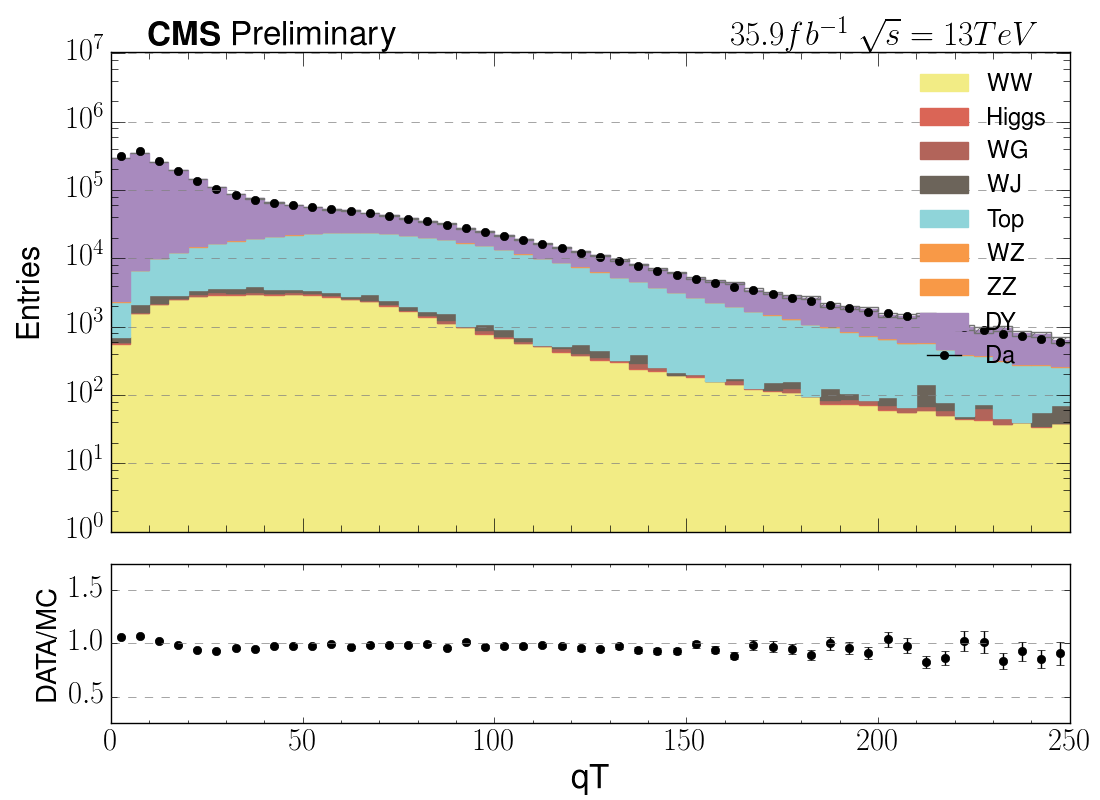 CMS Preliminary 35.9fb⁻¹ √s = 13TeV
10⁷
10⁶
10⁵
10⁴
10³
10²
10¹
10⁰
Entries
WW
Higgs
WG
WJ
Top
WZ
ZZ
DY
Da
1.5
1.0
0.5
DATA/MC
0 50 100 150 200 250
qT